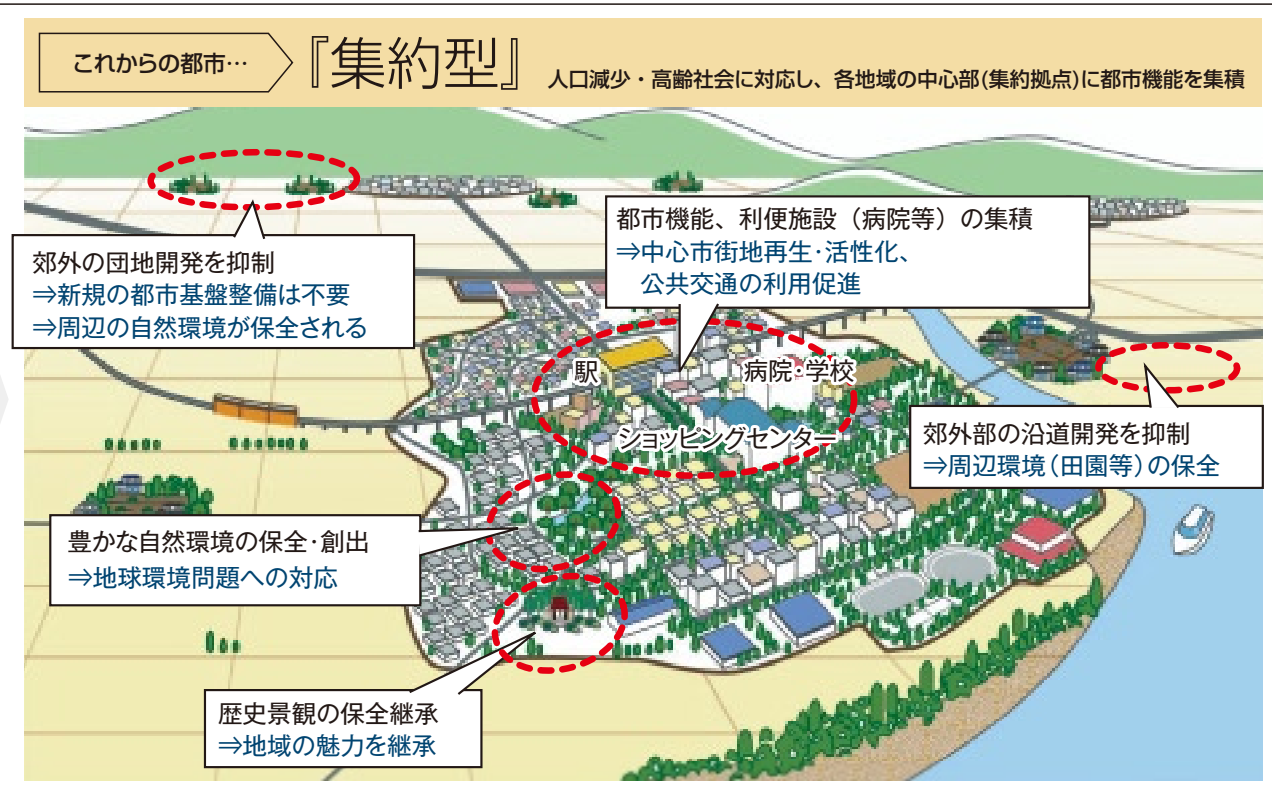 これからの都市…
『集約型』
人口減少・高齢社会に対応し、各地域の中心部(集約拠点)に都市機能を集積
都市機能、利便施設（病院等）の集積
⇒中心市街地再生・活性化、
公共交通の利用促進
郊外の団地開発を抑制
⇒新規の都市基盤整備は不要
⇒周辺の自然環境が保全される
駅
病院・学校
ショッピングセンター
郊外部の沿道開発を抑制
⇒周辺環境(田園等)の保全
豊かな自然環境の保全・創出
⇒地球環境問題への対応
歴史景観の保全継承
⇒地域の魅力を継承